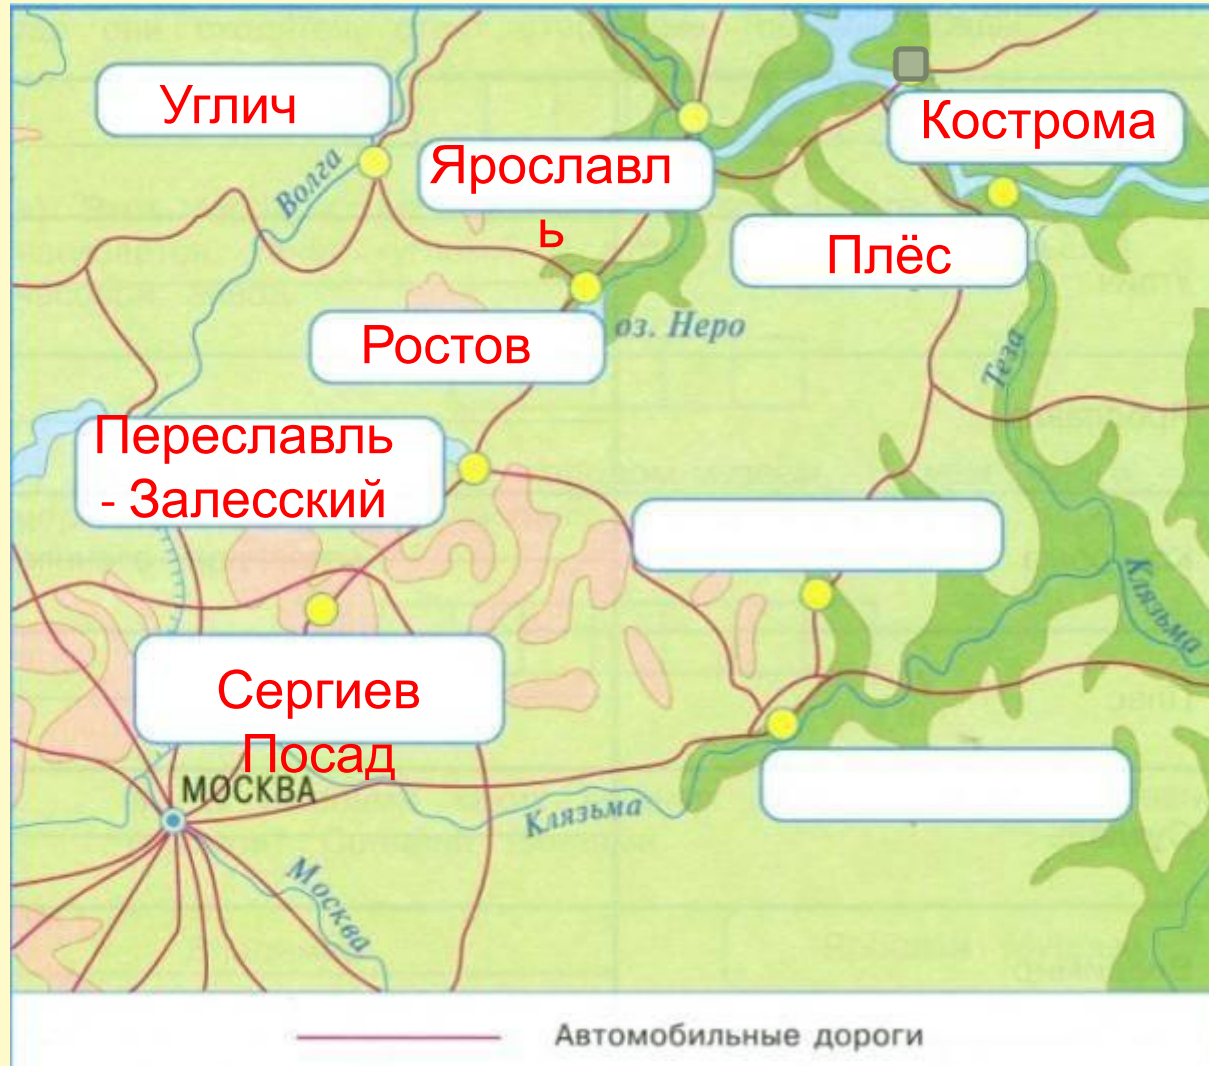 Углич
Кострома
Волга
Ярославл
ь
Плёс
Ростов
оз. Неро
Теза
Переславль
- Залесский
Клязьма
Сергиев
Посад
МОСКВА
Клязьма
Москва
Автомобильные дороги